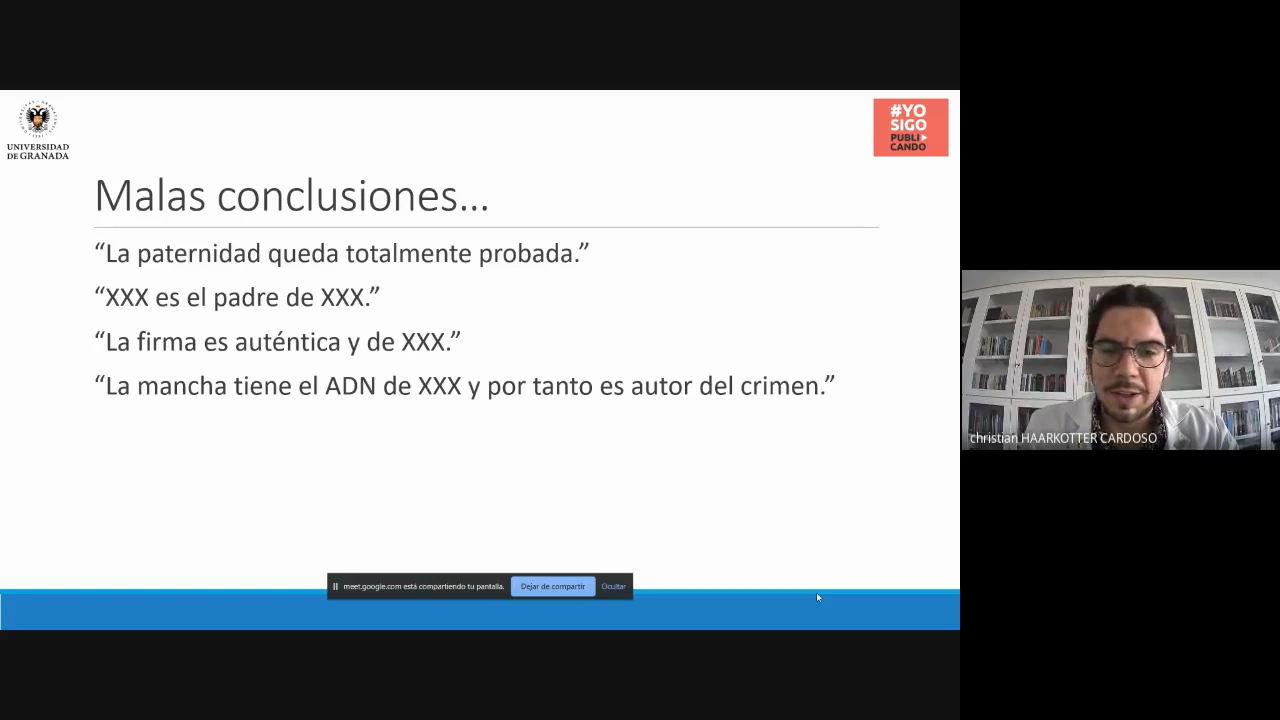 UNIVERSIDAD
DE GRANADA
#YO
SIGO
PUBLI
CANDO
Malas conclusiones…
“La paternidad queda totalmente probada.”
“XXX es el padre de XXX.”
“La firma es auténtica y de XXX.”
“La mancha tiene el ADN de XXX y por tanto es autor del crimen.”
christian HAARKOTTER CARDOSO
meet.google.com está compartiendo tu pantalla. Dejar de compartir Ocultar